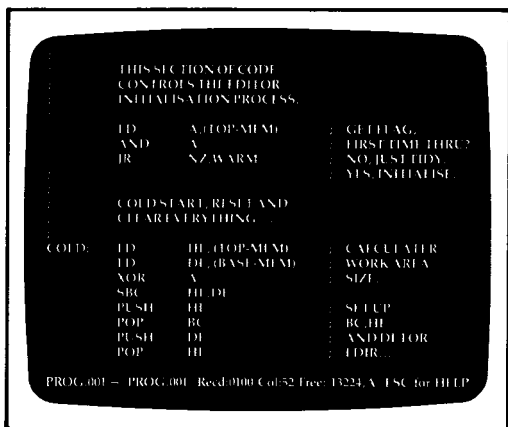 ;
; THIS SECTION OF CODE
; CONTROLS THE EDITOR
; INITIALISATION PROCESS.
;
LD A,(TOP-MEM) ; GET FLAG,
AND A ; FIRST TIME THRU?
JR NZ,WARM ; NO, JUST TIDY.
; ; YES, INITIALISE.
;
; COLD START, RESET AND
; CLEAR EVERYTHING...
;
COLD: LD HL,(TOP-MEM) ; CALCULATER
LD DE,(BASE-MEM) ; WORK AREA
XOR A ; SIZE.
SBC HL,DE
PUSH HL ; SET UP
POP BC ; BC,HL
PUSH DE ; AND DE FOR
POP HL ; LDIR...
PROG:001 – PROG:001 Recd:0100 Col:52 Free: 13224,A ESC for HELP